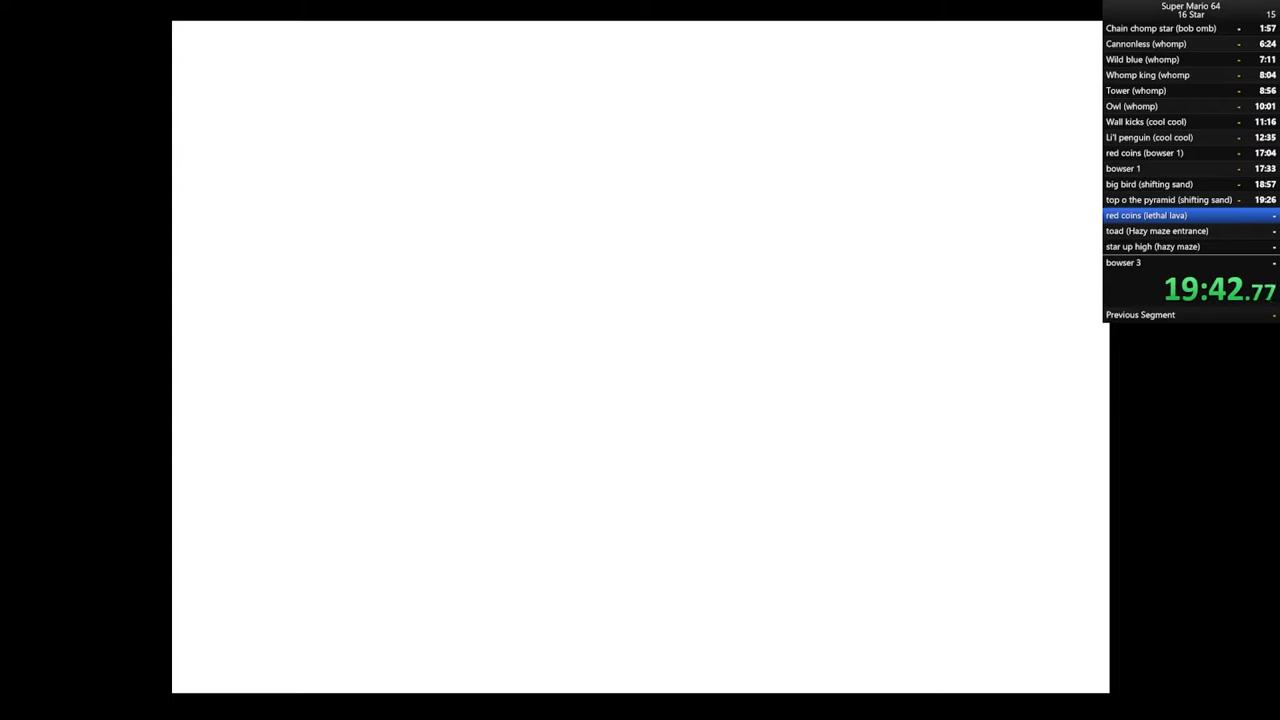 Super Mario 64
16 Star 15
Chain chomp star (bob omb) - 1:57
Cannonless (whomp) - 6:24
Wild blue (whomp) - 7:11
Whomp king (whomp - 8:04
Tower (whomp) - 8:56
Owl (whomp) - 10:01
Wall kicks (cool cool) - 11:16
Li'l penguin (cool cool) - 12:35
red coins (bowser 1) - 17:04
bowser 1 - 17:33
big bird (shifting sand) - 18:57
top o the pyramid (shifting sand) - 19:26
red coins (lethal lava) -
toad (Hazy maze entrance) -
star up high (hazy maze) -
bowser 3 -
19:42.77
Previous Segment -